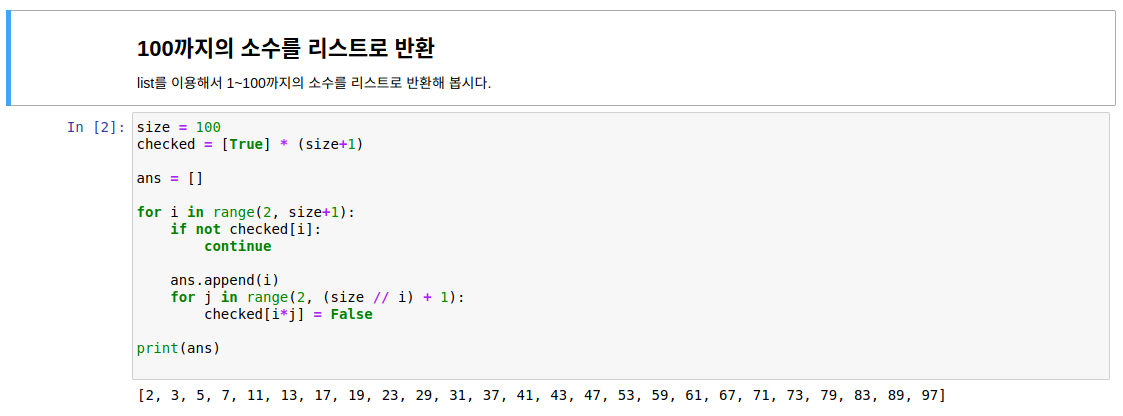 100까지의 소수를 리스트로 반환
list를 이용해서 1~100까지의 소수를 리스트로 반환해 봅시다.
In [2]:
size = 100
checked = [True] * (size+1)
ans = []
for i in range(2, size+1):
    if not checked[i]:
        continue
    ans.append(i)
    for j in range(2, (size // i) + 1):
        checked[i*j] = False
print(ans)
[2, 3, 5, 7, 11, 13, 17, 19, 23, 29, 31, 37, 41, 43, 47, 53, 59, 61, 67, 71, 73, 79, 83, 89, 97]